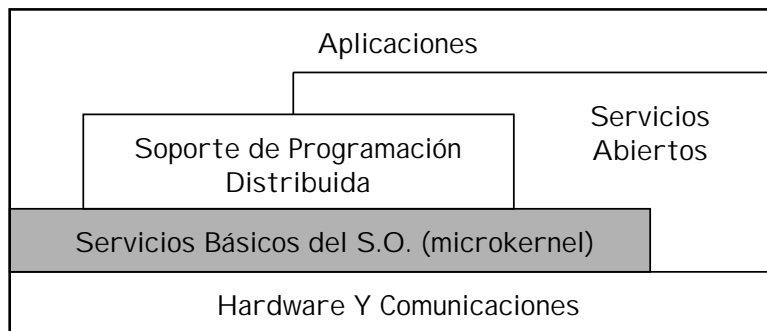 Aplicaciones
Servicios
Abiertos
Soporte de Programación
Distribuida
Servicios Básicos del S.O. (microkernel)
Hardware Y Comunicaciones